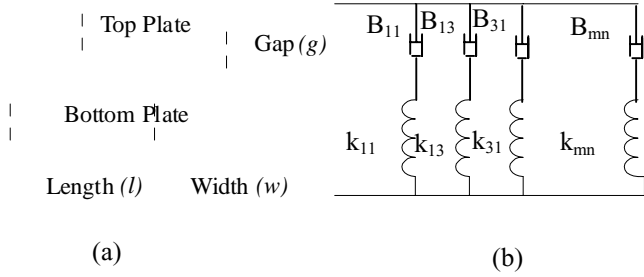 Top Plate
Gap (g)
Bottom Plate
Length (l)
Width (w)
(a)
B11 B13 B31 Bmn
k11 k13 k31 kmn
(b)